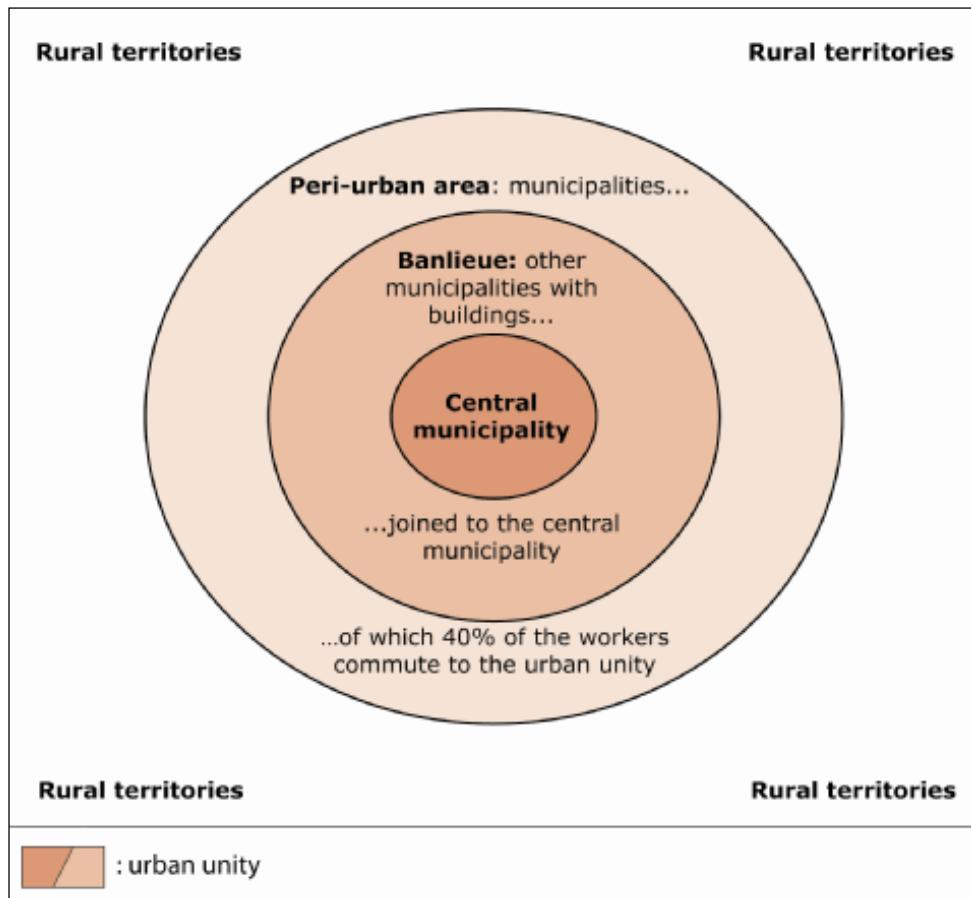 Rural territories
Rural territories
Peri-urban area: municipalities...
Banlieue: other
municipalities with
buildings...
Central
municipality
...joined to the central
municipality
...of which 40% of the workers
commute to the urban unity
Rural territories
Rural territories
: urban unity